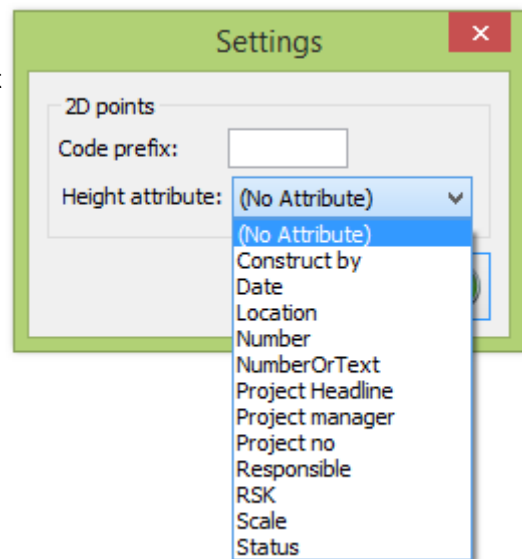 Settings
2D points
Code prefix:
Height attribute: (No Attribute)
(No Attribute)
Construct by
Date
Location
Number
NumberOrText
Project Headline
Project manager
Project no
Responsible
RSK
Scale
Status